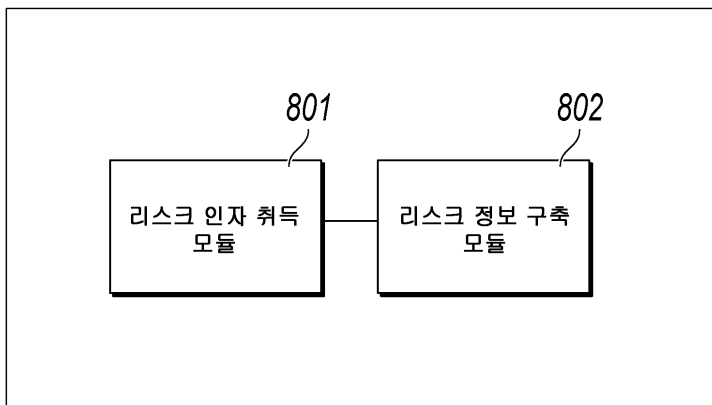 801
802
리스크 인자 취득
모듈
리스크 정보 구축
모듈